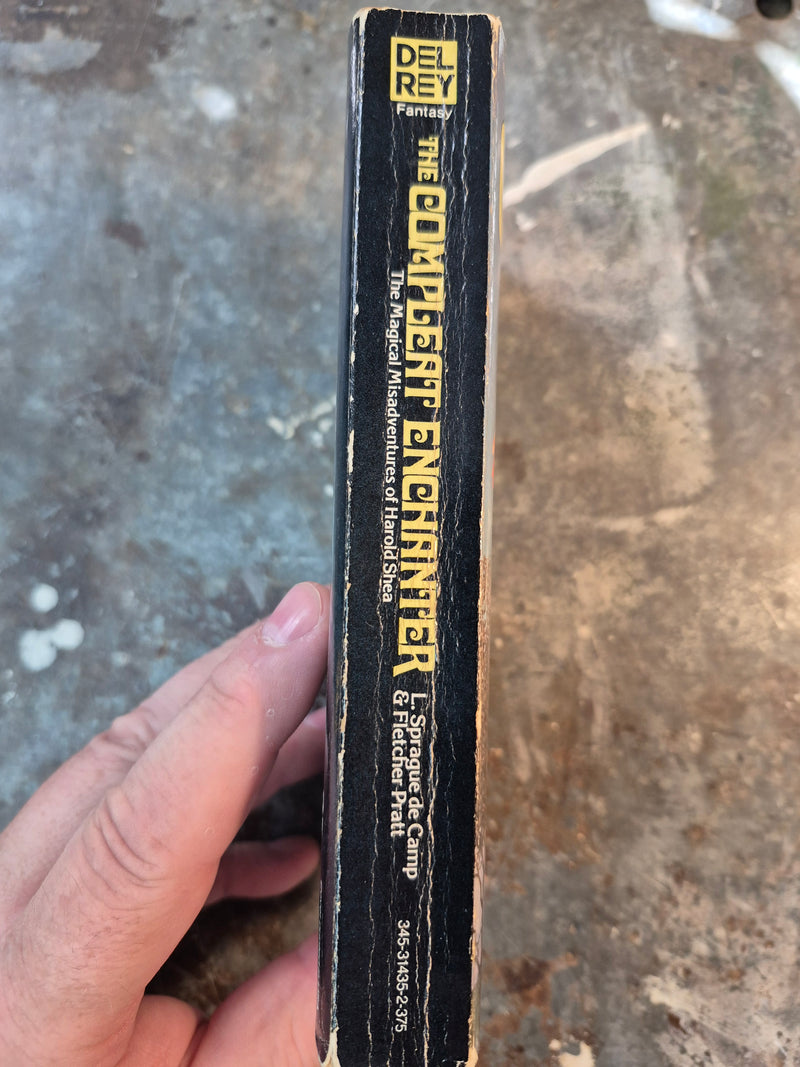 DEL
REY
Fantasy
THE COMPLEAT ENCHANTER
The Magical Misadventures of Harold Shea
L. Sprague de Camp
& Fletcher Pratt
345-31435-2-375